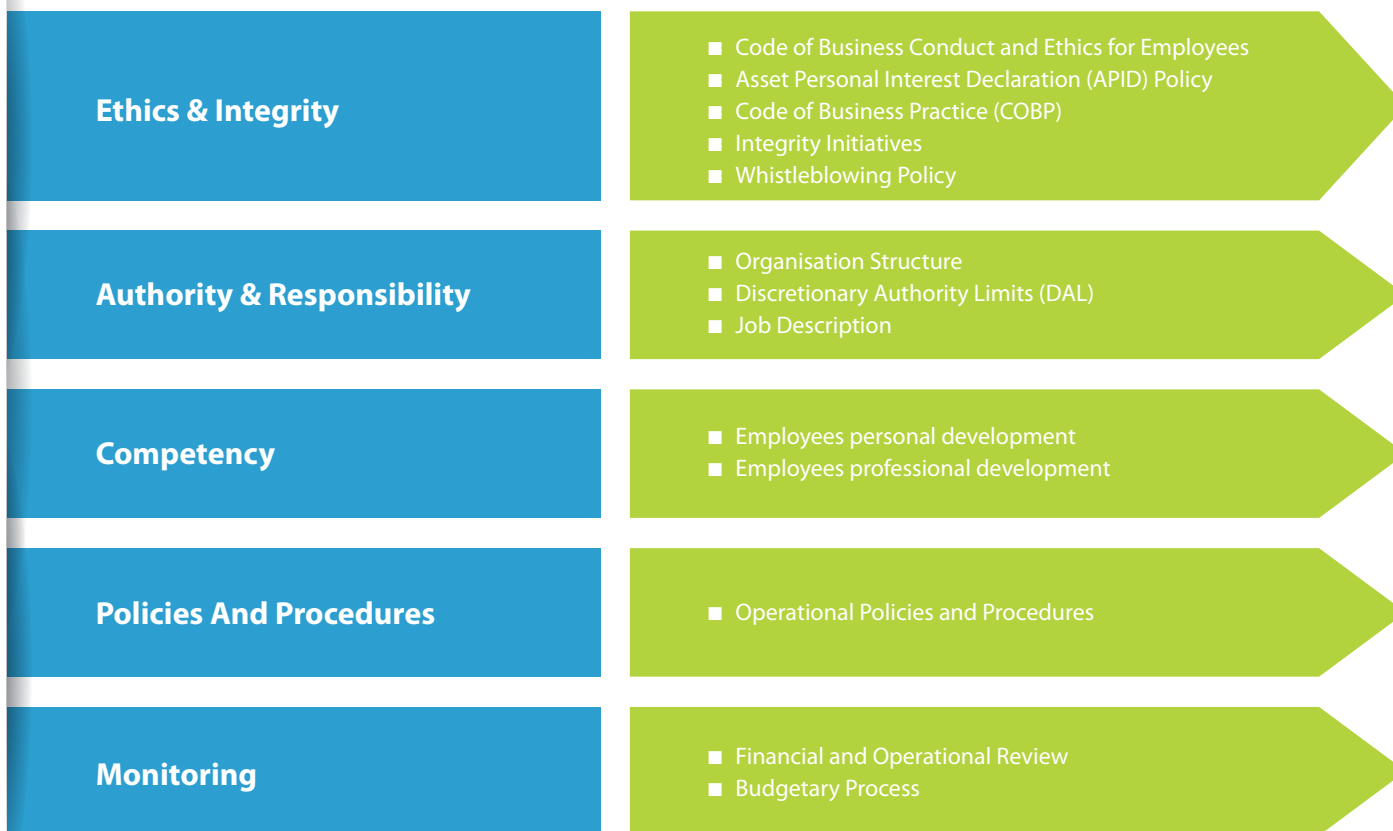 Ethics & Integrity
■ Code of Business Conduct and Ethics for Employees
■ Asset Personal Interest Declaration (APID) Policy
■ Code of Business Practice (COBP)
■ Integrity Initiatives
■ Whistleblowing Policy
Authority & Responsibility
■ Organisation Structure
■ Discretionary Authority Limits (DAL)
■ Job Description
Competency
■ Employees personal development
■ Employees professional development
Policies And Procedures
■ Operational Policies and Procedures
Monitoring
■ Financial and Operational Review
■ Budgetary Process